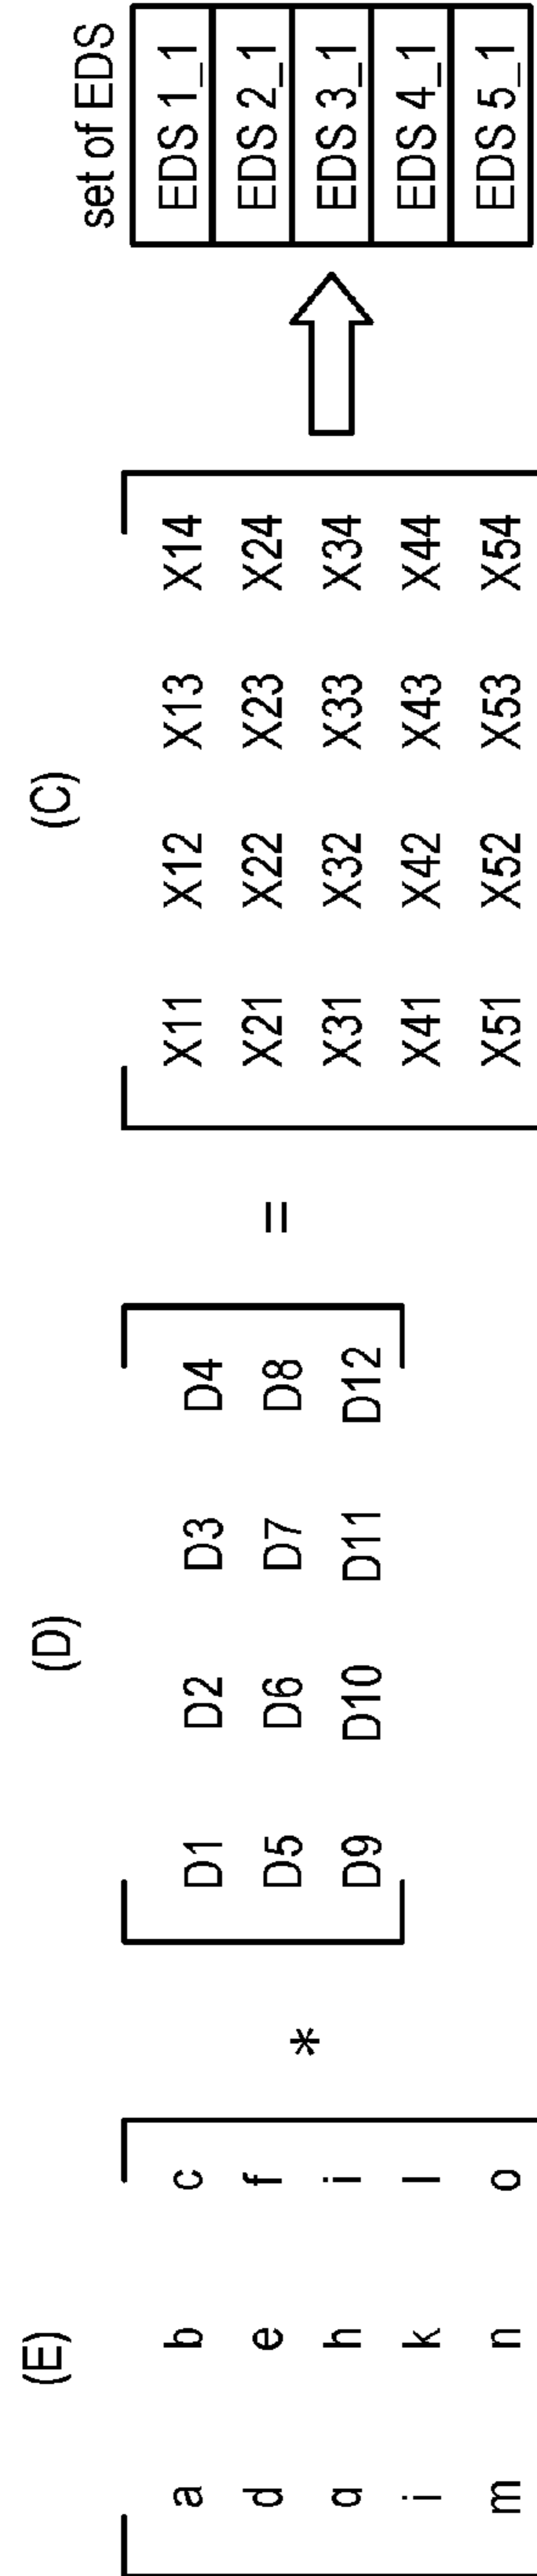 (E) (D) (C) set of EDS
a b c D1 D2 D3 D4 X11 X12 X13 X14 EDS 1_1
d e f * D5 D6 D7 D8 = X21 X22 X23 X24 EDS 2_1
g h i D9 D10 D11 D12 X31 X32 X33 X34 EDS 3_1
j k l X41 X42 X43 X44 EDS 4_1
m n o X51 X52 X53 X54 EDS 5_1